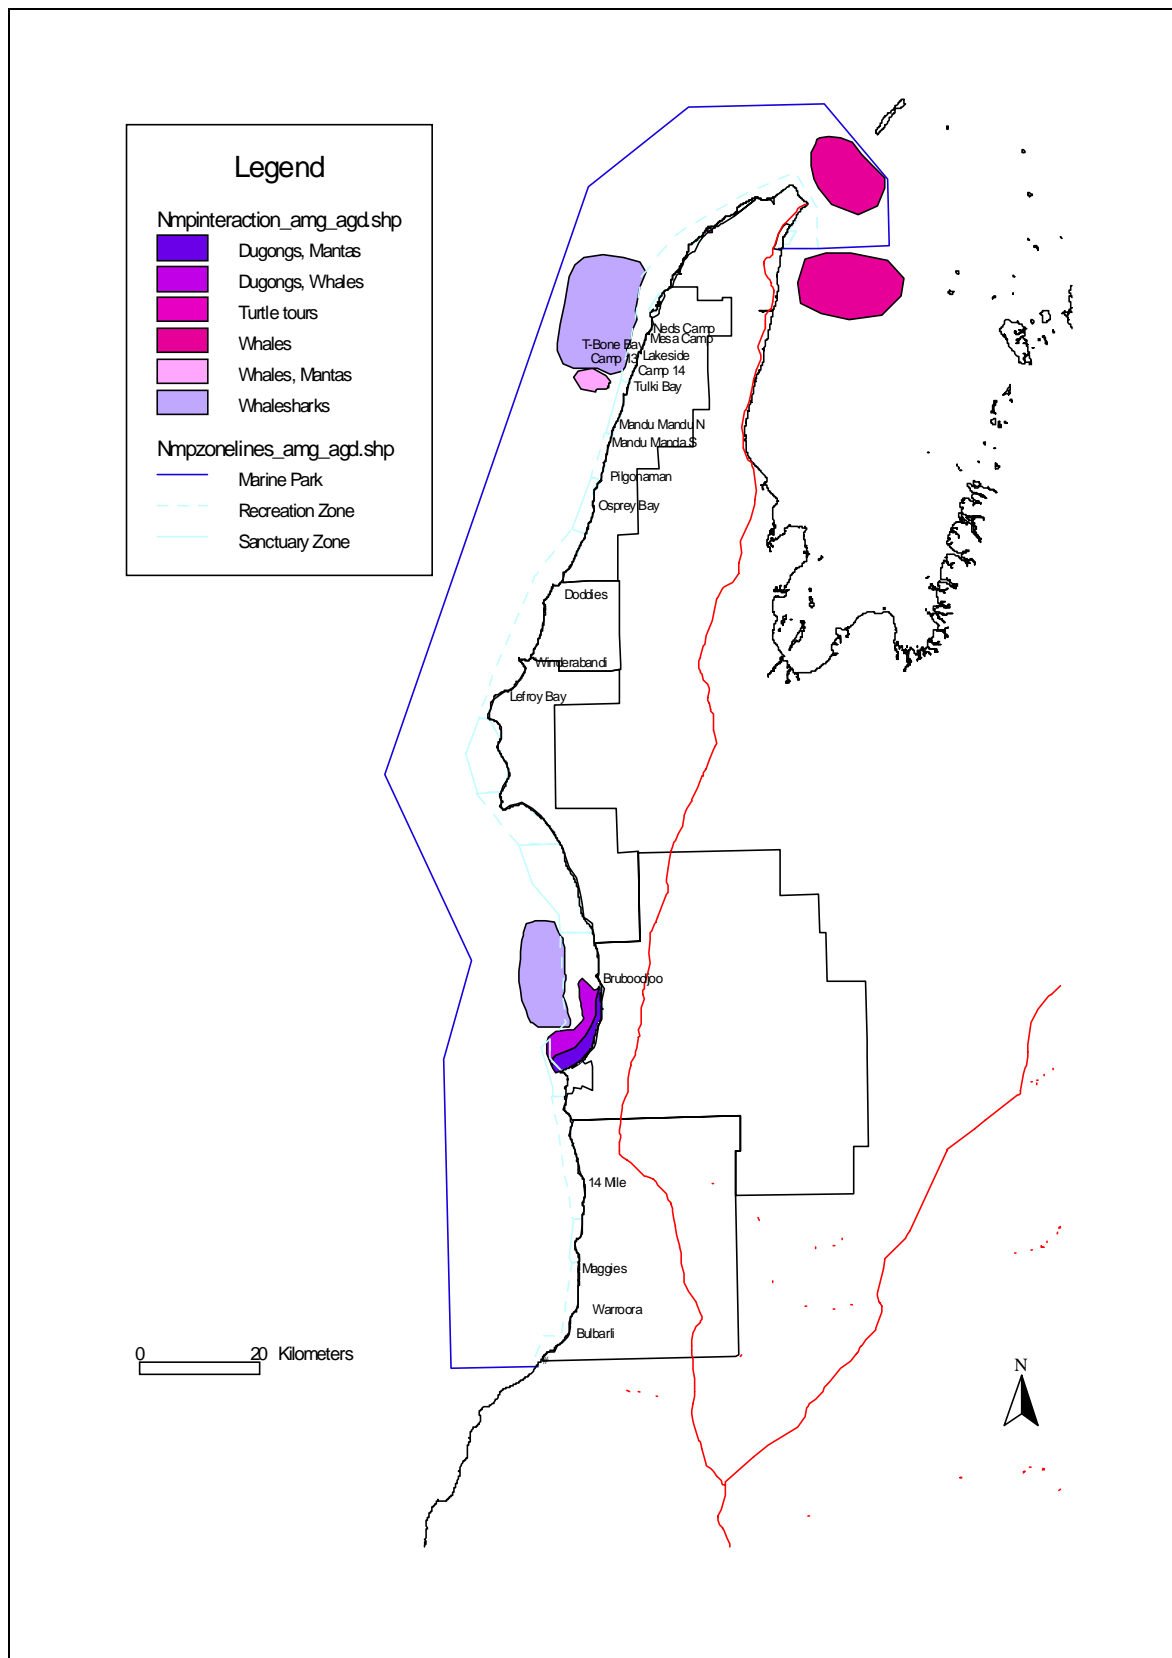 Legend
Nmpinteraction_amg_agd.shp
Dugongs, Mantas
Dugongs, Whales
Turtle tours
Whales
Whales, Mantas
Whalesharks
Nmpzonelines_amg_agd.shp
Marine Park
Recreation Zone
Sanctuary Zone
Neds Camp
Mesa Camp
T-Bone Bay
Lakeside
Camp 13
Camp 14
Tulki Bay
Mandu Mandu N
Mandu Manda S
Pilgonaman
Osprey Bay
Doddies
Winderabandi
Lefroy Bay
Bruboodjoo
14 Mile
Maggies
Warroora
Bulbarli
0 20 Kilometers
N